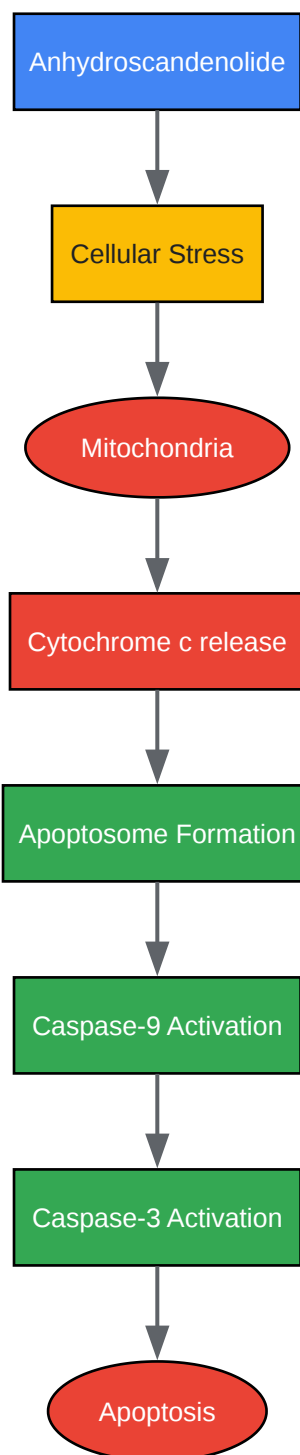 Anhydroscandenolide
Cellular Stress
Mitochondria
Cytochrome c release
Apoptosome Formation
Caspase-9 Activation
Caspase-3 Activation
Apoptosis